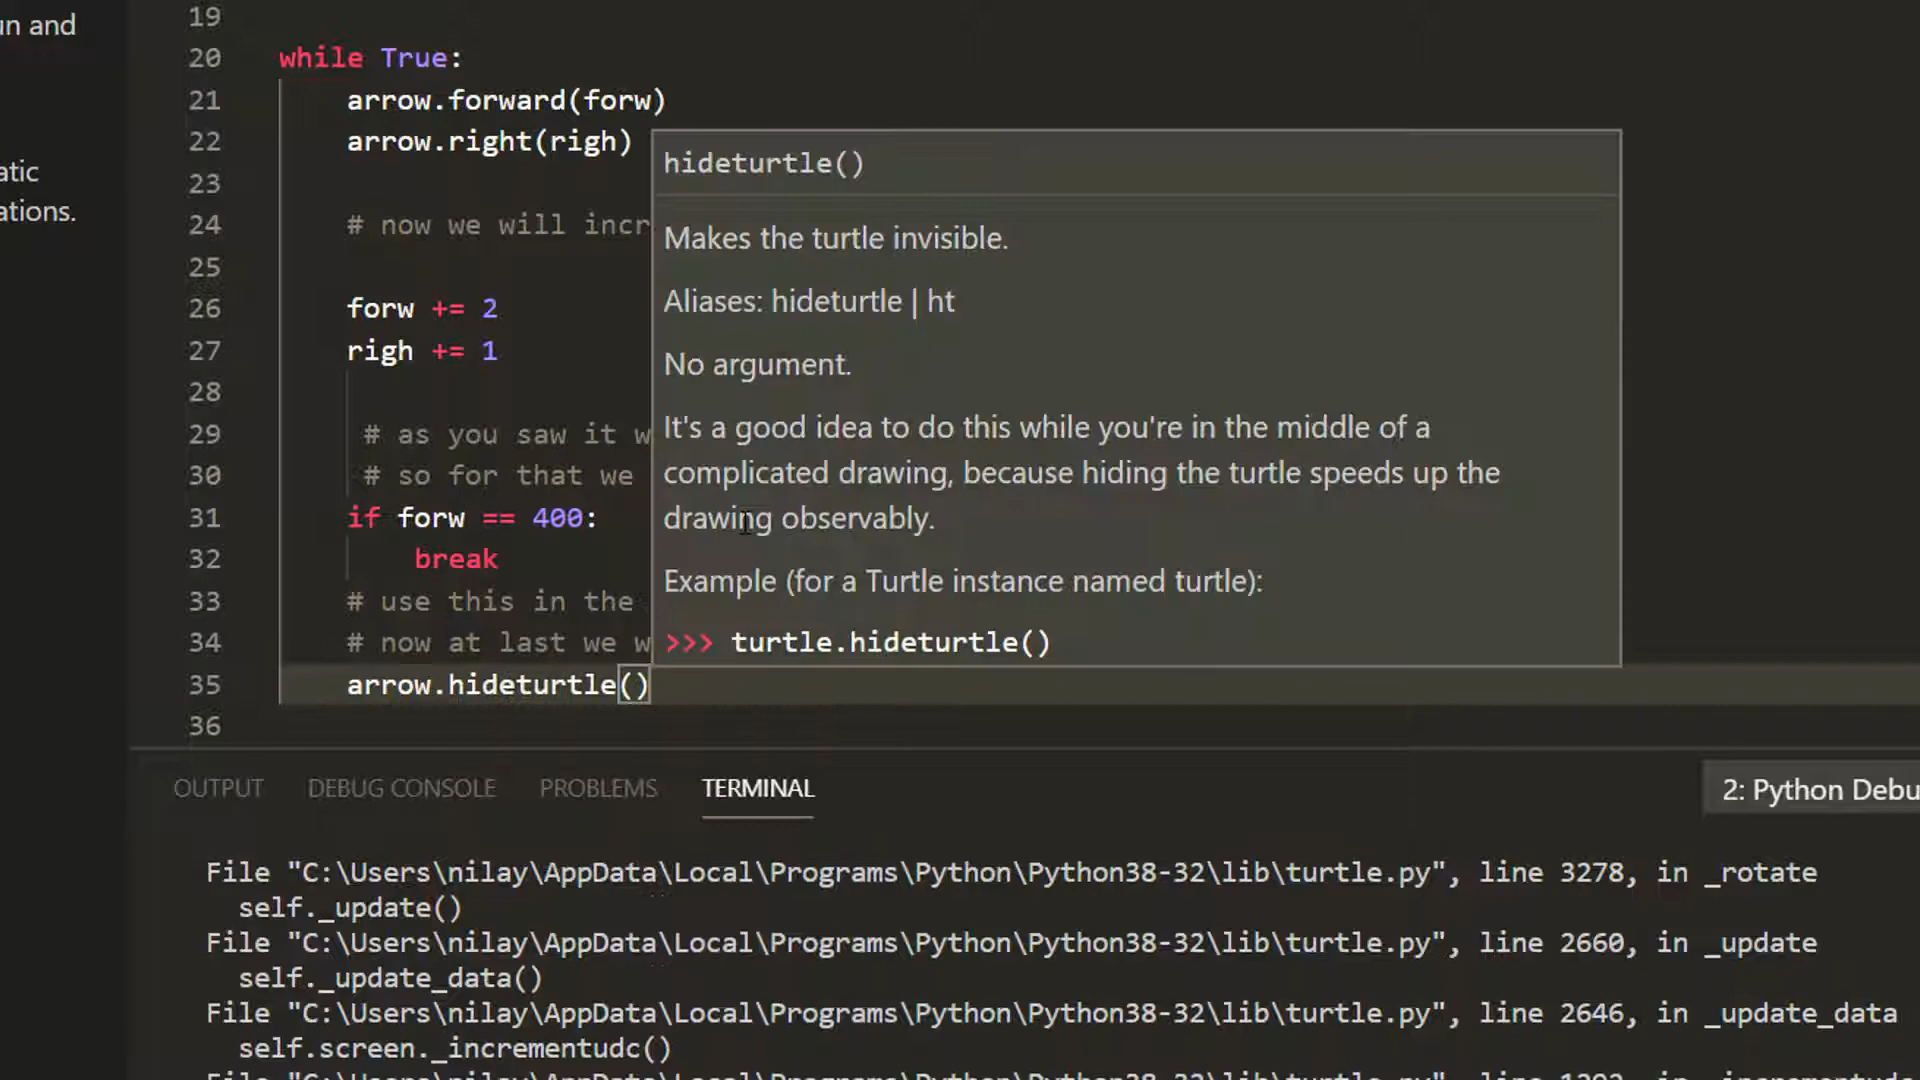 un and
atic
ations.
19
20 while True:
21 arrow.forward(forw)
22 arrow.right(righ)
23
24 # now we will incr
25
26 forw += 2
27 righ += 1
28
29 # as you saw it w
30 # so for that we
31 if forw == 400:
32 break
33 # use this in the
34 # now at last we w
35 arrow.hideturtle()
36
hideturtle()
Makes the turtle invisible.
Aliases: hideturtle | ht
No argument.
It's a good idea to do this while you're in the middle of a
complicated drawing, because hiding the turtle speeds up the
drawing observably.
Example (for a Turtle instance named turtle):
>>> turtle.hideturtle()
OUTPUT DEBUG CONSOLE PROBLEMS TERMINAL 2: Python Debu
File "C:\Users\nilay\AppData\Local\Programs\Python\Python38-32\lib\turtle.py", line 3278, in _rotate
self._update()
File "C:\Users\nilay\AppData\Local\Programs\Python\Python38-32\lib\turtle.py", line 2660, in _update
self._update_data()
File "C:\Users\nilay\AppData\Local\Programs\Python\Python38-32\lib\turtle.py", line 2646, in _update_data
self.screen._incrementudc()